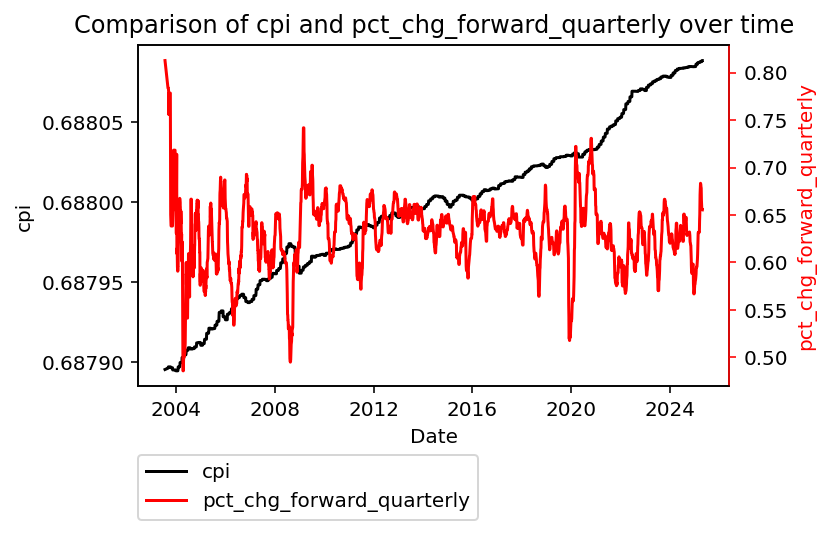 Comparison of cpi and pct_chg_forward_quarterly over time
cpi
0.68805
0.68800
0.68795
0.68790
0.80
0.75
0.70
0.65
0.60
0.55
0.50
pct_chg_forward_quarterly
2004 2008 2012 2016 2020 2024
Date
cpi
pct_chg_forward_quarterly